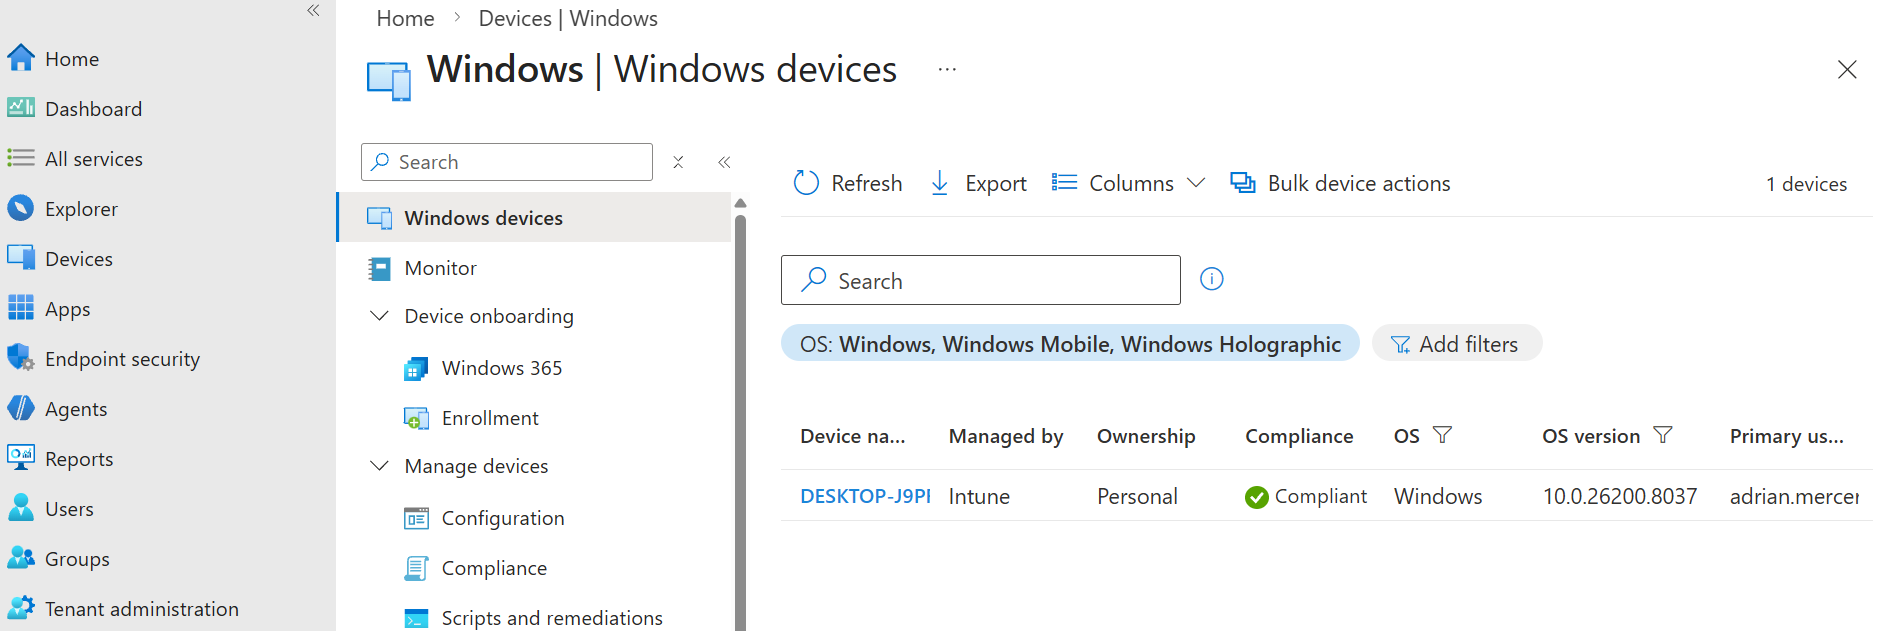 Home
Dashboard
All services
Explorer
Devices
Apps
Endpoint security
Agents
Reports
Users
Groups
Tenant administration
Home > Devices | Windows
Windows | Windows devices
Search
Windows devices
Monitor
Device onboarding
Windows 365
Enrollment
Manage devices
Configuration
Compliance
Scripts and remediations
Refresh Export Columns Bulk device actions 1 devices
Search
OS: Windows, Windows Mobile, Windows Holographic Add filters
Device na... Managed by Ownership Compliance OS OS version Primary us...
Intune Personal Compliant Windows 10.0.26200.8037